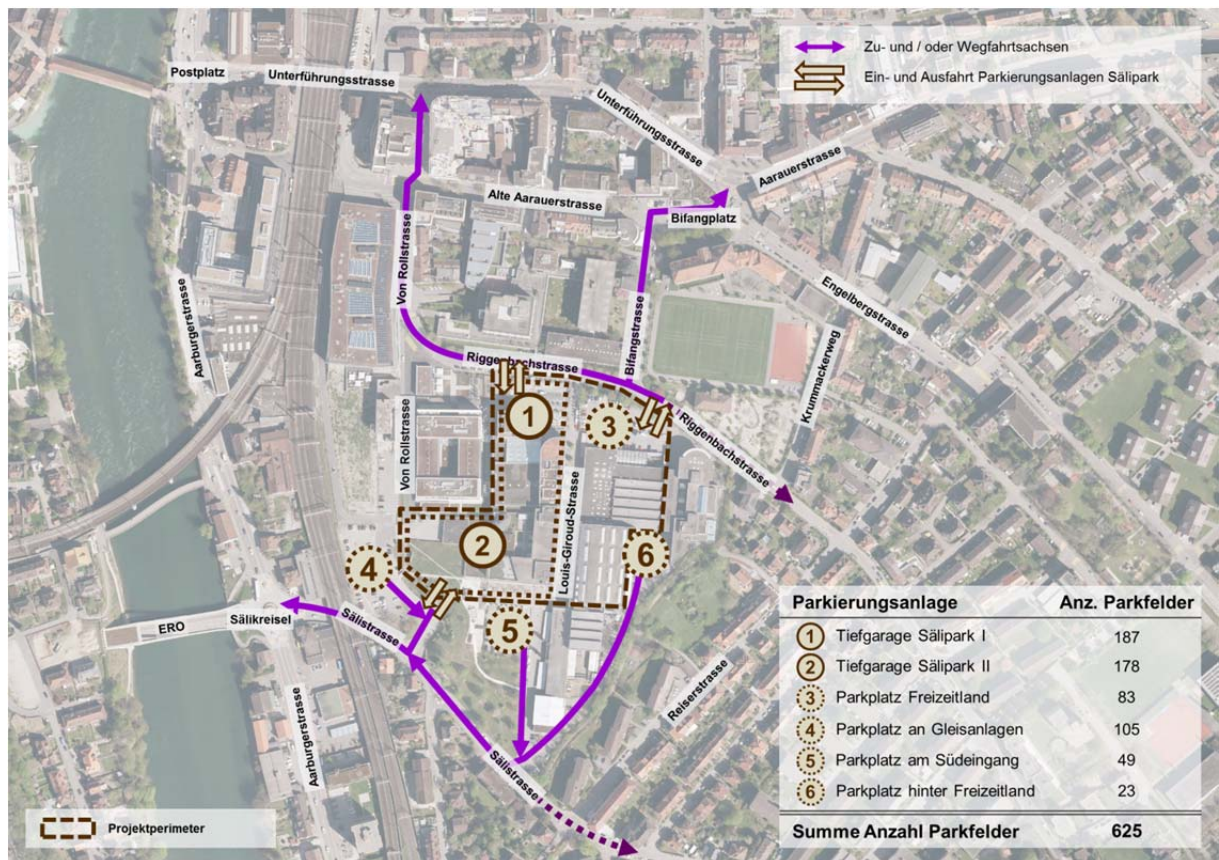 Zu- und / oder Wegfahrtsachsen
Ein- und Ausfahrt Parkierungsanlagen Sälipark
Postplatz
Unterführungsstrasse
Unterführungsstrasse
Aarauerstrasse
Alte Aarauerstrasse
Bifangplatz
Von Rollstrasse
Aarburgerstrasse
Bifangstrasse
Engelbergstrasse
Krummackerweg
Riggenbachstrasse
1
3
Riggenbachstrasse
Von Rollstrasse
Louis-Giroud-Strasse
2
6
4
5
ERO
Sälikreisel
Sälistrasse
Aarburgerstrasse
Reiserstrasse
Sälistrasse
Parkierungsanlage Anz. Parkfelder
1 Tiefgarage Sälipark I 187
2 Tiefgarage Sälipark II 178
3 Parkplatz Freizeitland 83
4 Parkplatz an Gleisanlagen 105
5 Parkplatz am Südeingang 49
6 Parkplatz hinter Freizeitland 23
Summe Anzahl Parkfelder 625
Projektperimeter